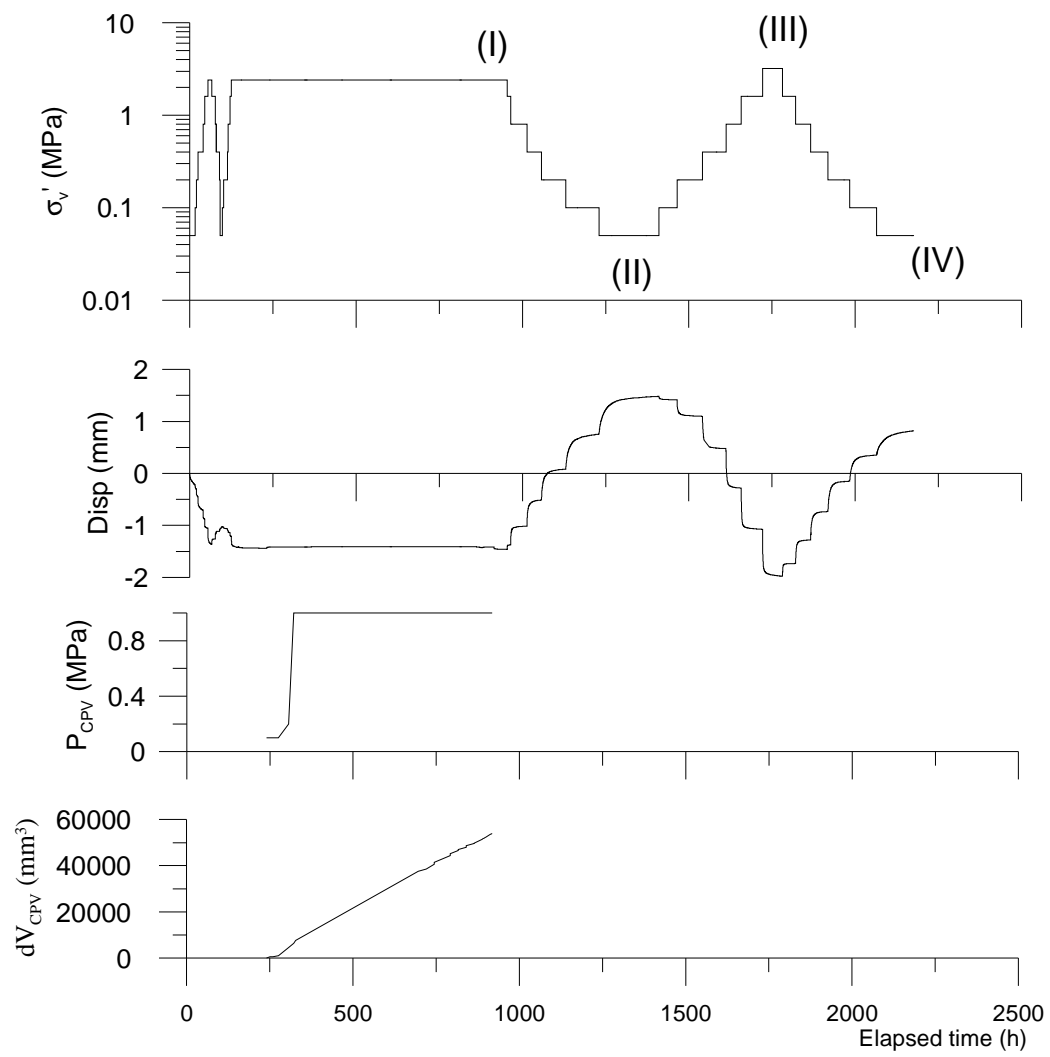 10
1
0.1
0.01
σv' (MPa)
(I)
(II)
(III)
(IV)
2
1
0
-1
-2
Disp (mm)
0.8
0.4
0
PCPV (MPa)
60000
40000
20000
0
dVCPV (mm³)
0 500 1000 1500 2000 2500
Elapsed time (h)